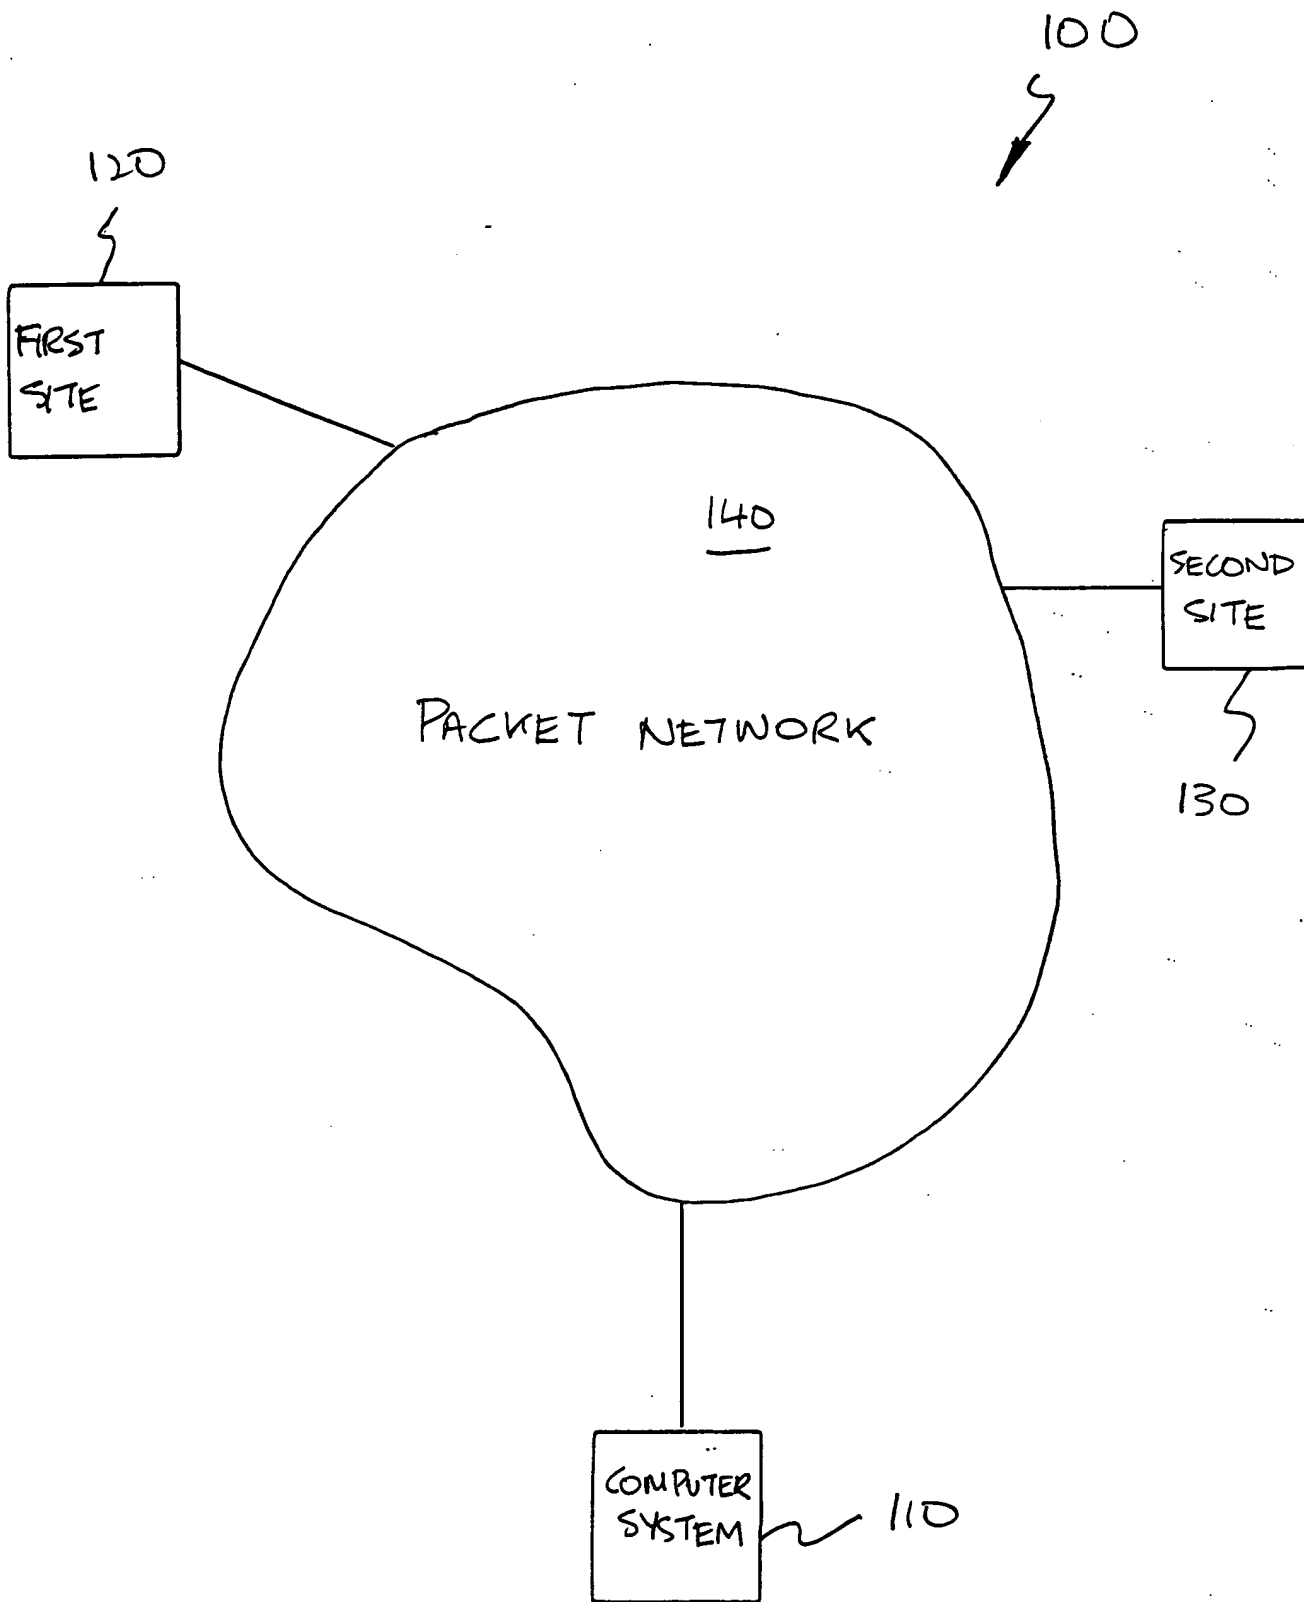 100
120
FIRST
SITE
140
SECOND
SITE
PACKET NETWORK
130
COMPUTER
SYSTEM
110